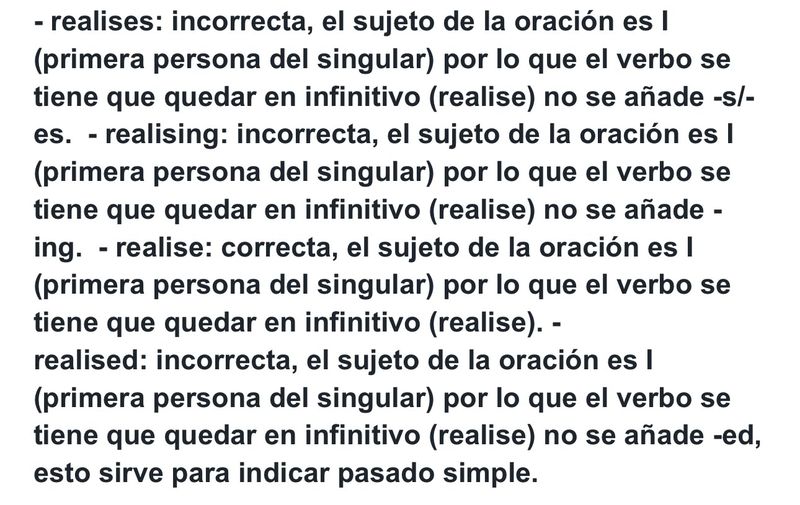 - realises: incorrecta, el sujeto de la oración es I
(primera persona del singular) por lo que el verbo se
tiene que quedar en infinitivo (realise) no se añade -s/-
es.  - realising: incorrecta, el sujeto de la oración es I
(primera persona del singular) por lo que el verbo se
tiene que quedar en infinitivo (realise) no se añade -
ing.  - realise: correcta, el sujeto de la oración es I
(primera persona del singular) por lo que el verbo se
tiene que quedar en infinitivo (realise). -
realised: incorrecta, el sujeto de la oración es I
(primera persona del singular) por lo que el verbo se
tiene que quedar en infinitivo (realise) no se añade -ed,
esto sirve para indicar pasado simple.